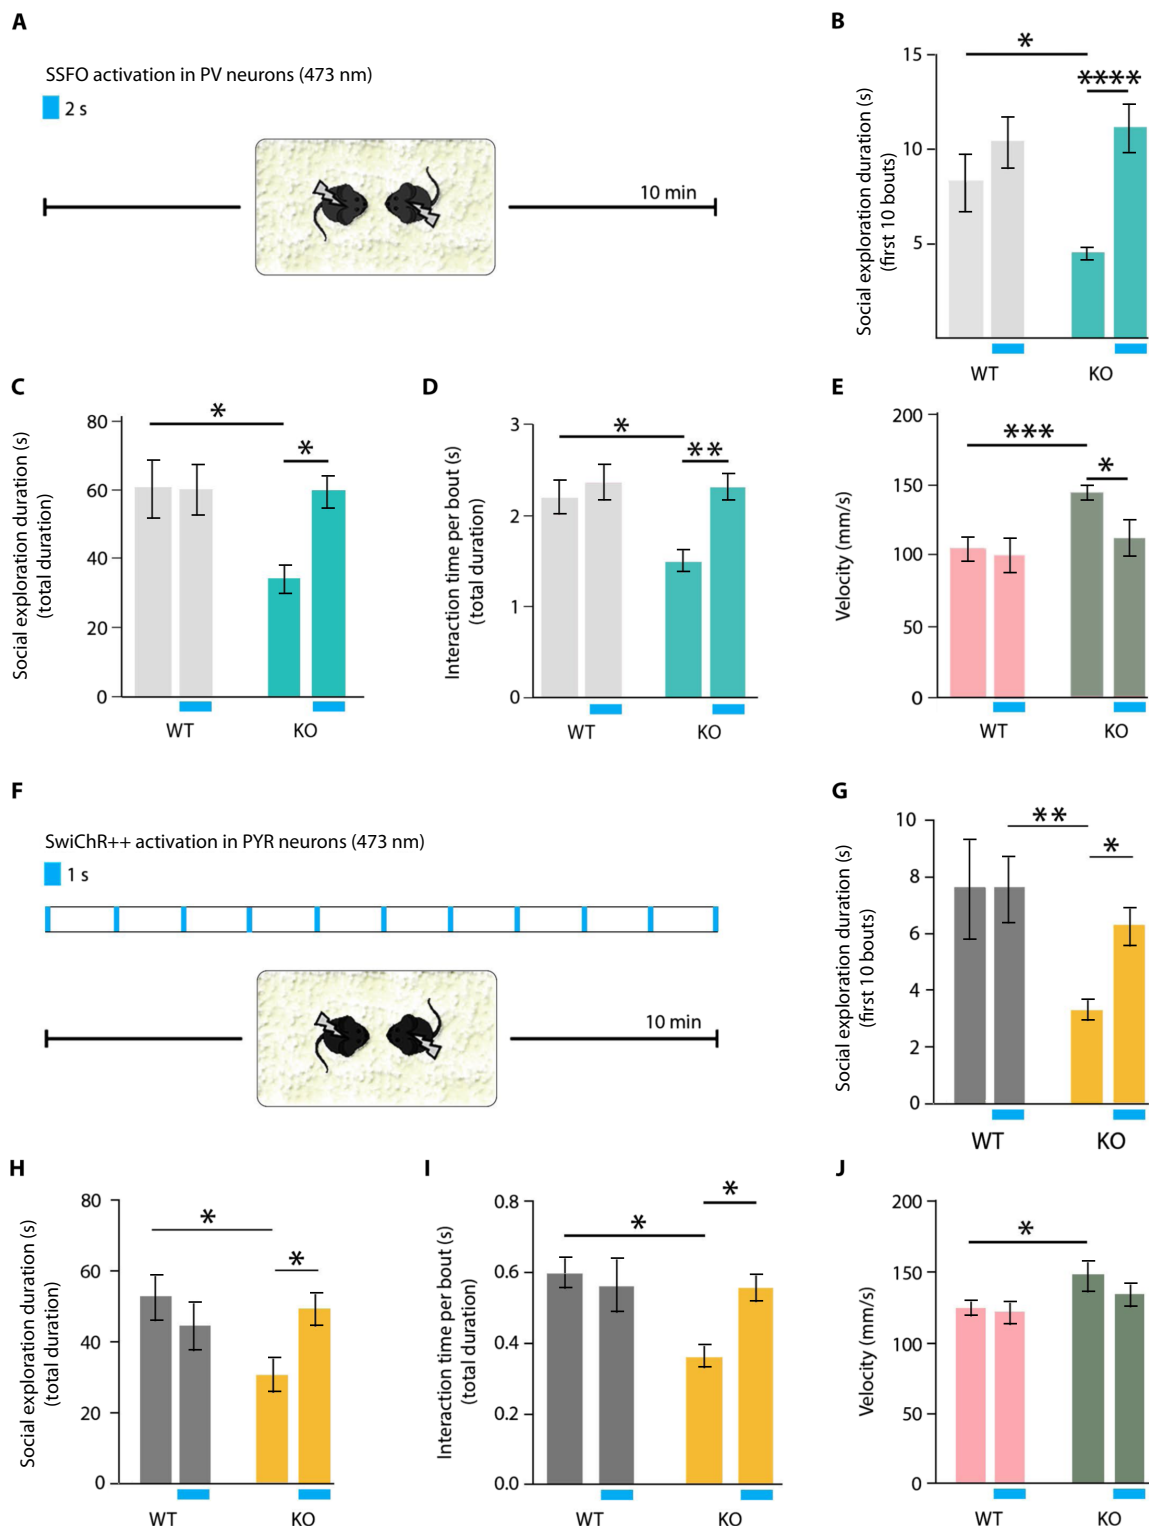 A
SSFO activation in PV neurons (473 nm)
2 s
10 min
B
Social exploration duration (s)
(first 10 bouts)
15
10
5
*
****
WT
KO
C
Social exploration duration (s)
(total duration)
80
60
40
20
0
*
*
WT
KO
D
Interaction time per bout (s)
(total duration)
3
2
1
0
*
**
WT
KO
E
Velocity (mm/s)
200
150
100
50
0
***
*
WT
KO
F
SwiChR++ activation in PYR neurons (473 nm)
1 s
10 min
G
Social exploration duration (s)
(first 10 bouts)
10
8
6
4
2
0
**
*
WT
KO
H
Social exploration duration (s)
(total duration)
80
60
40
20
0
*
*
WT
KO
I
Interaction time per bout (s)
(total duration)
0.8
0.6
0.4
0.2
0.0
*
*
WT
KO
J
Velocity (mm/s)
200
150
100
50
0
*
WT
KO